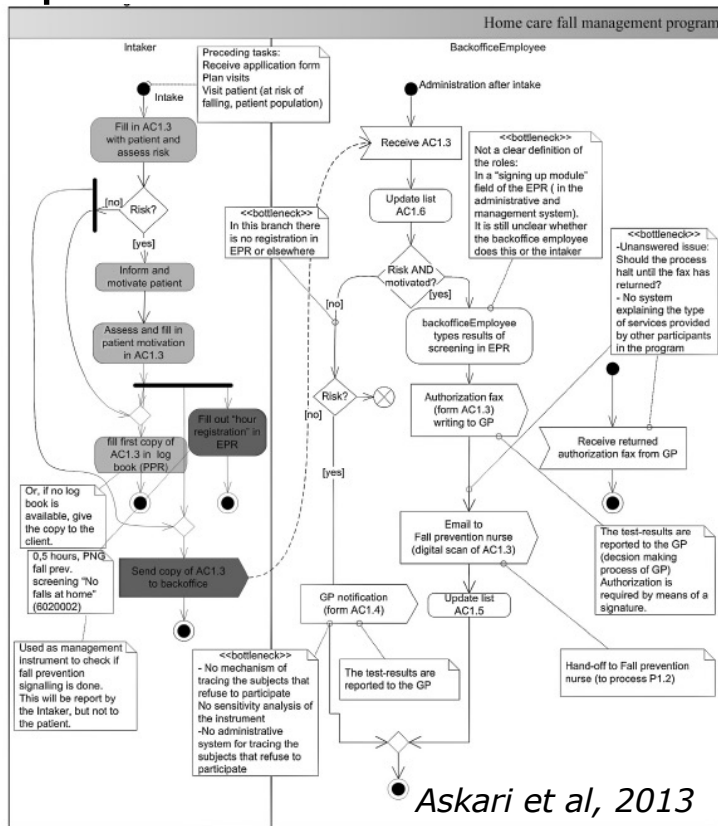 Home care fall management program
Intaker
BackofficeEmployee
Preceding tasks:
Receive appllication form
Plan visits
Visit patient (at risk of
falling, patient population)
Intake
Fill in AC1.3
with patient and
assess risk
[no]
Risk?
[yes]
Inform and
motivate patient
Assess and fill in
patient motivation
in AC1.3
fill first copy of
AC1.3 in log
book (PPR)
Fill out "hour
registration" in
EPR
Or, if no log
book is
available, give
the copy to the
client.
0,5 hours, PNG
fall prev.
screening "No
falls at home"
(6020002)
Send copy of AC1.3
to backoffice
Used as management
instrument to check if
fall prevention
signalling is done.
This will be report by
the Intaker, but not to
the patient.
Administration after intake
Receive AC1.3
Update list
AC1.6
<<bottleneck>>
In this branch there
is no registration in
EPR or elsewhere
Risk AND
motivated?
[yes]
[no]
<<bottleneck>>
Not a clear definition of
the roles:
In a "signing up module"
field of the EPR ( in the
administrative and
management system).
It is still unclear whether
the backoffice employee
does this or the intaker
<<bottleneck>>
-Unanswered issue:
Should the process
halt until the fax has
returned?
- No system
explaining the type
of services provided
by other participants
in the program
backofficeEmployee
types results of
screening in EPR
Risk?
[no]
[yes]
Authorization fax
(form AC1.3)
writing to GP
Receive returned
authorization fax from GP
Email to
Fall prevention nurse
(digital scan of AC1.3)
The test-results are
reported to the GP
(decsion making
process of GP)
Authorization is
required by means of a
signature.
GP notification
(form AC1.4)
Update list
AC1.5
<<bottleneck>>
- No mechanism of
tracing the subjects that
refuse to participate
No sensitivity analysis of
the instrument
-No administrative
system for tracing the
subjects that refuse to
participate
The test-results are
reported to the GP
Hand-off to Fall prevention
nurse (to process P1.2)
Askari et al, 2013